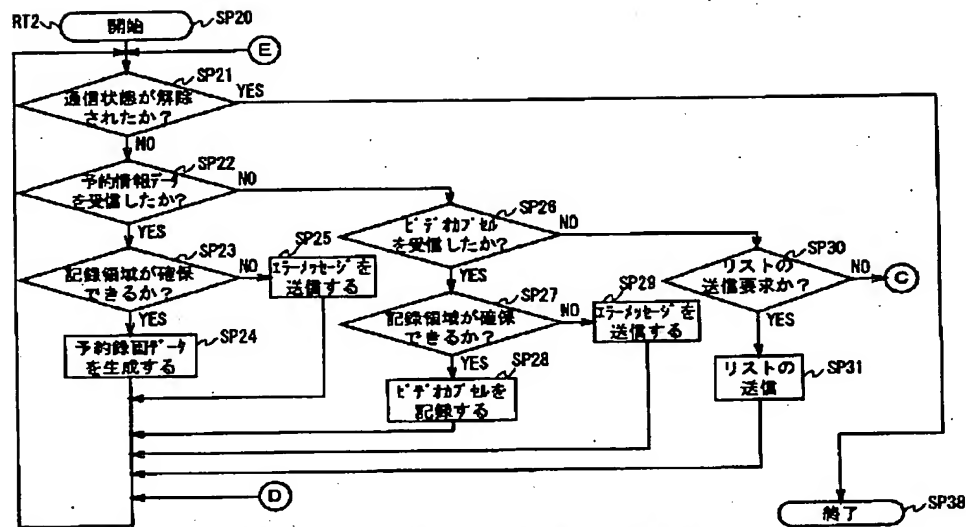 RT2
開始
SP20
E
SP21
通信状態が解除
されたか?
YES
NO
SP22
予約情報データ
を受信したか?
NO
YES
SP23
記録領域が確保
できるか?
NO
YES
SP25
エラーメッセージを
送信する
予約録画データ
を生成する
SP24
SP26
ビデオカプセル
を受信したか?
NO
YES
SP27
記録領域が確保
できるか?
NO
YES
SP29
エラーメッセージを
送信する
SP28
ビデオカプセルを
記録する
SP30
リストの
送信要求か?
NO
C
YES
リストの
送信
SP31
D
終了
SP38